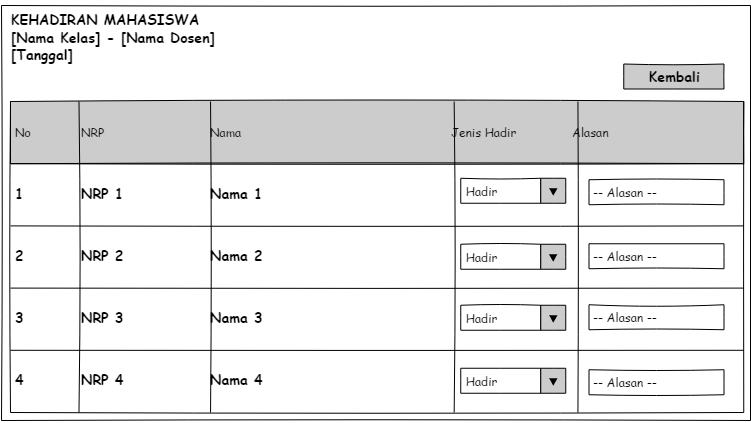 KEHADIRAN MAHASISWA
[Nama Kelas] - [Nama Dosen]
[Tanggal]
Kembali
No NRP Nama Jenis Hadir Alasan
1 NRP 1 Nama 1 Hadir -- Alasan --
2 NRP 2 Nama 2 Hadir -- Alasan --
3 NRP 3 Nama 3 Hadir -- Alasan --
4 NRP 4 Nama 4 Hadir -- Alasan --